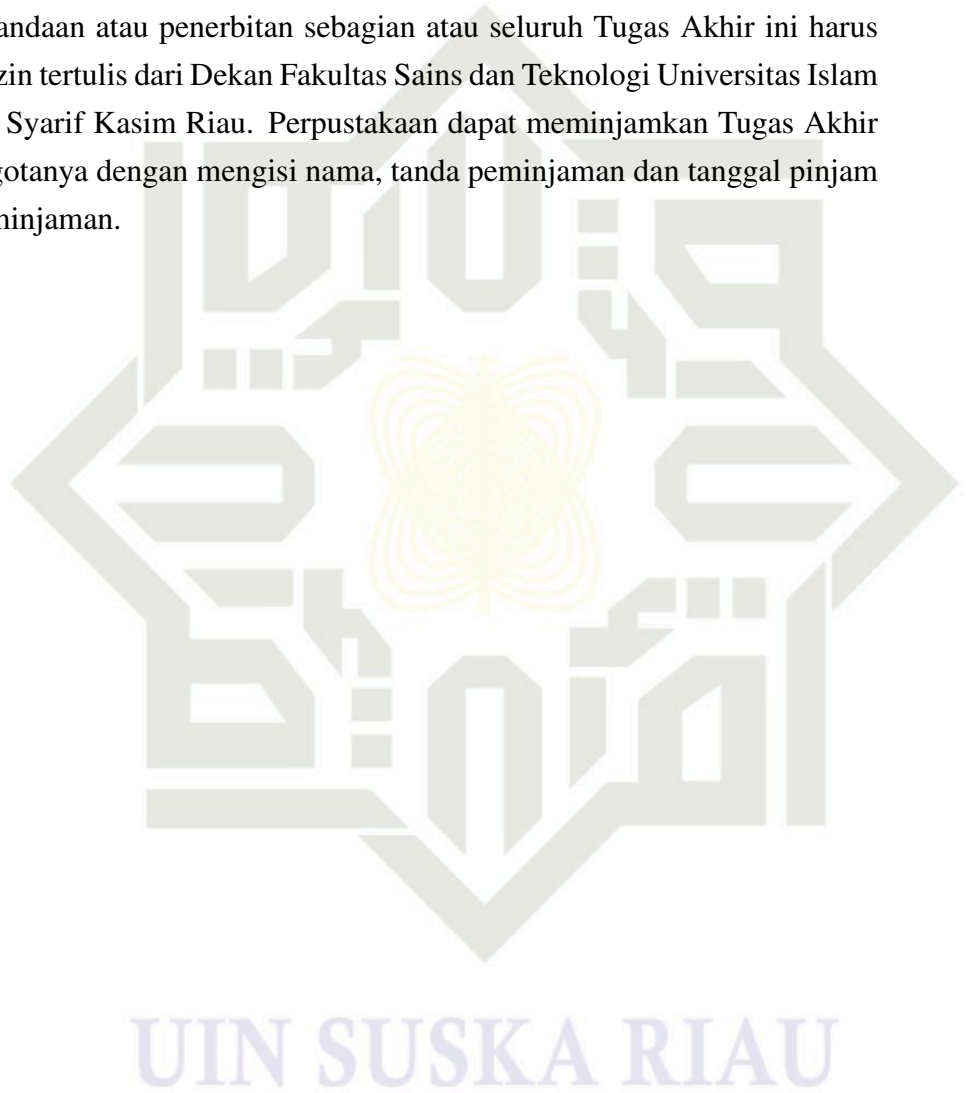 andaan atau penerbitan sebagian atau seluruh Tugas Akhir ini harus
zin tertulis dari Dekan Fakultas Sains dan Teknologi Universitas Islam
Syarif Kasim Riau. Perpustakaan dapat meminjamkan Tugas Akhir
gotanya dengan mengisi nama, tanda peminjaman dan tanggal pinjam
ninjaman.
UIN SUSKA RIAU